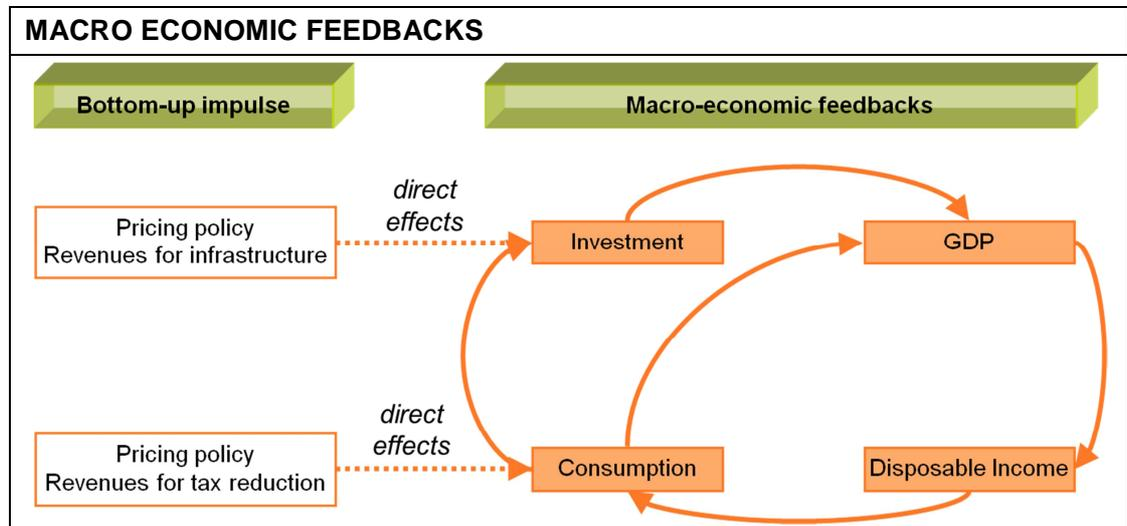 MACRO ECONOMIC FEEDBACKS
Bottom-up impulse
Macro-economic feedbacks
direct
effects
Pricing policy
Revenues for infrastructure
Investment
GDP
direct
effects
Pricing policy
Revenues for tax reduction
Consumption
Disposable Income